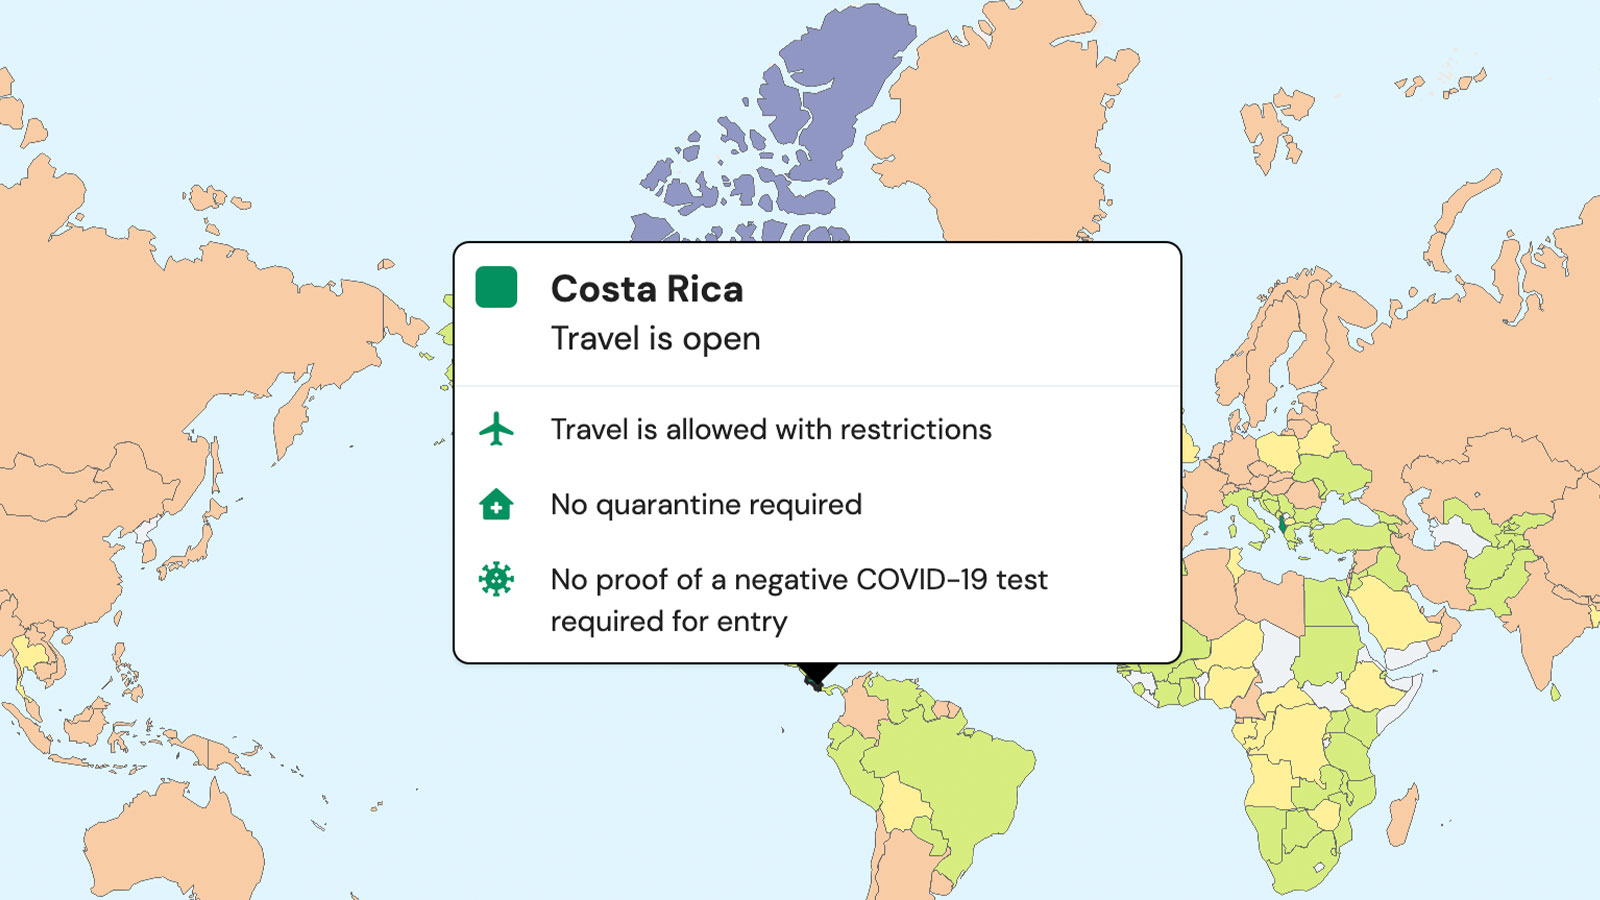 Costa Rica
Travel is open
Travel is allowed with restrictions
No quarantine required
No proof of a negative COVID-19 test
required for entry